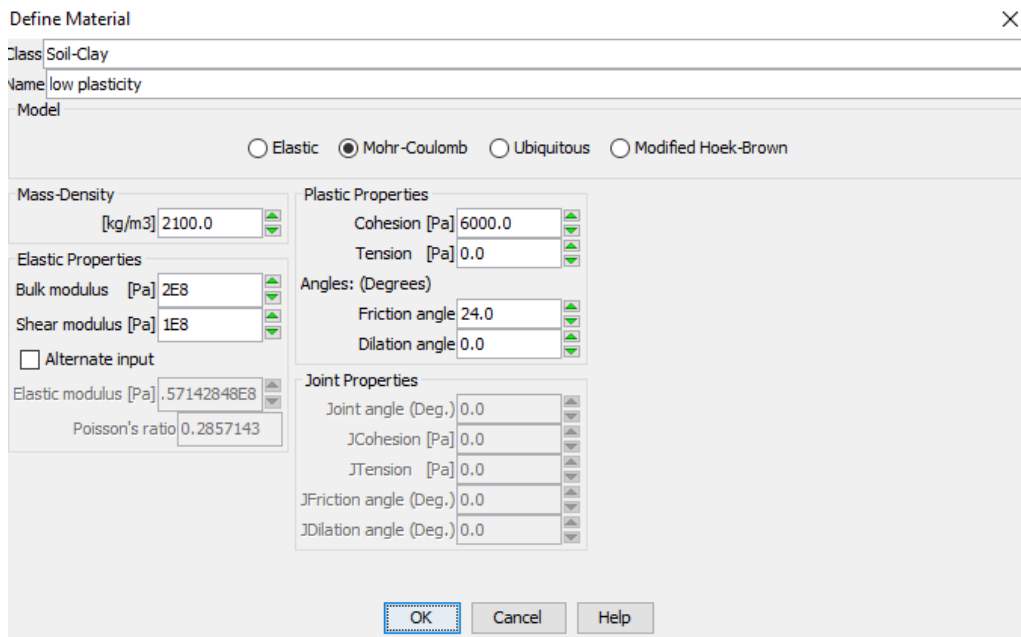 Define Material
Class Soil-Clay
Name low plasticity
Model
Elastic Mohr-Coulomb Ubiquitous Modified Hoek-Brown
Mass-Density
[kg/m3] 2100.0
Elastic Properties
Bulk modulus [Pa] 2E8
Shear modulus [Pa] 1E8
Alternate input
Elastic modulus [Pa] .57142848E8
Poisson's ratio 0.2857143
Plastic Properties
Cohesion [Pa] 6000.0
Tension [Pa] 0.0
Angles: (Degrees)
Friction angle 24.0
Dilation angle 0.0
Joint Properties
Joint angle (Deg.) 0.0
JCohesion [Pa] 0.0
JTension [Pa] 0.0
JFriction angle (Deg.) 0.0
JDilation angle (Deg.) 0.0
OK Cancel Help